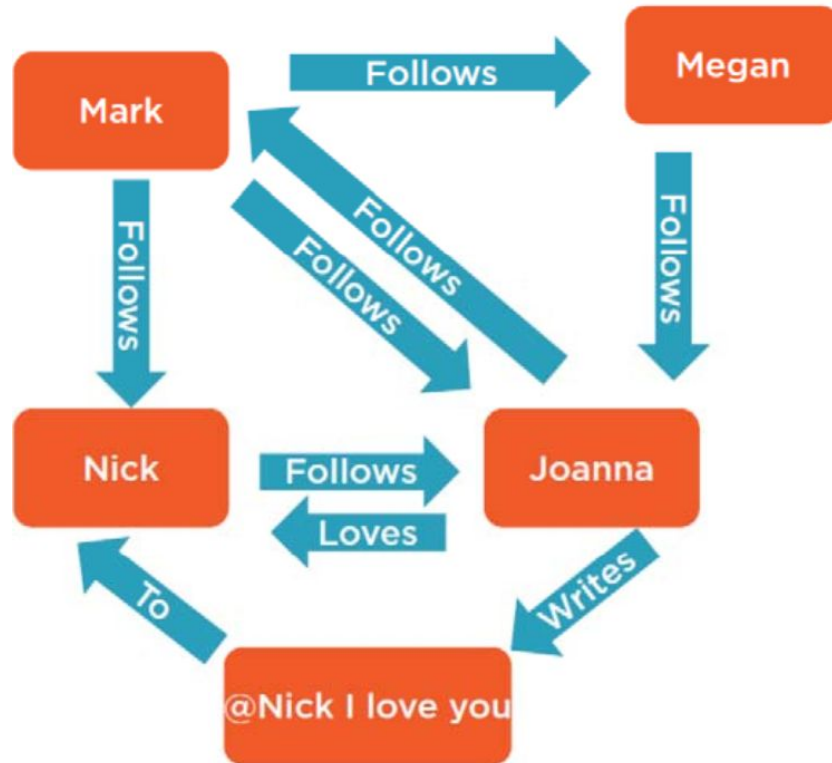 Mark
Follows
Megan
Follows
Follows
Follows
Follows
Nick
Follows
Loves
Joanna
To
Writes
@Nick I love you